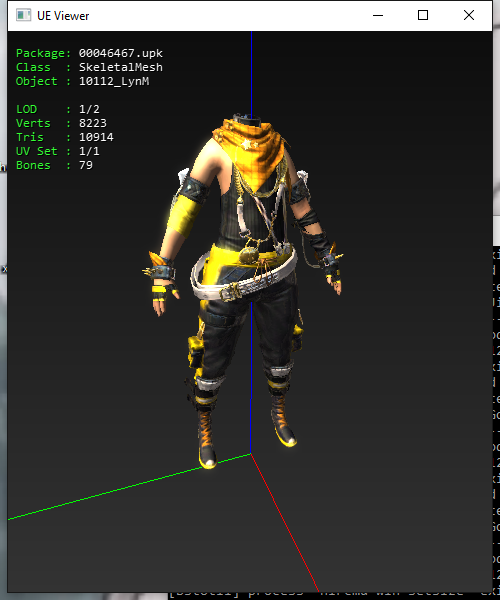 UE Viewer
Package: 00046467.upk
Class : SkeletalMesh
Object : 10112_LynM
LOD : 1/2
Verts : 8223
Tris : 10914
UV Set : 1/1
Bones : 79